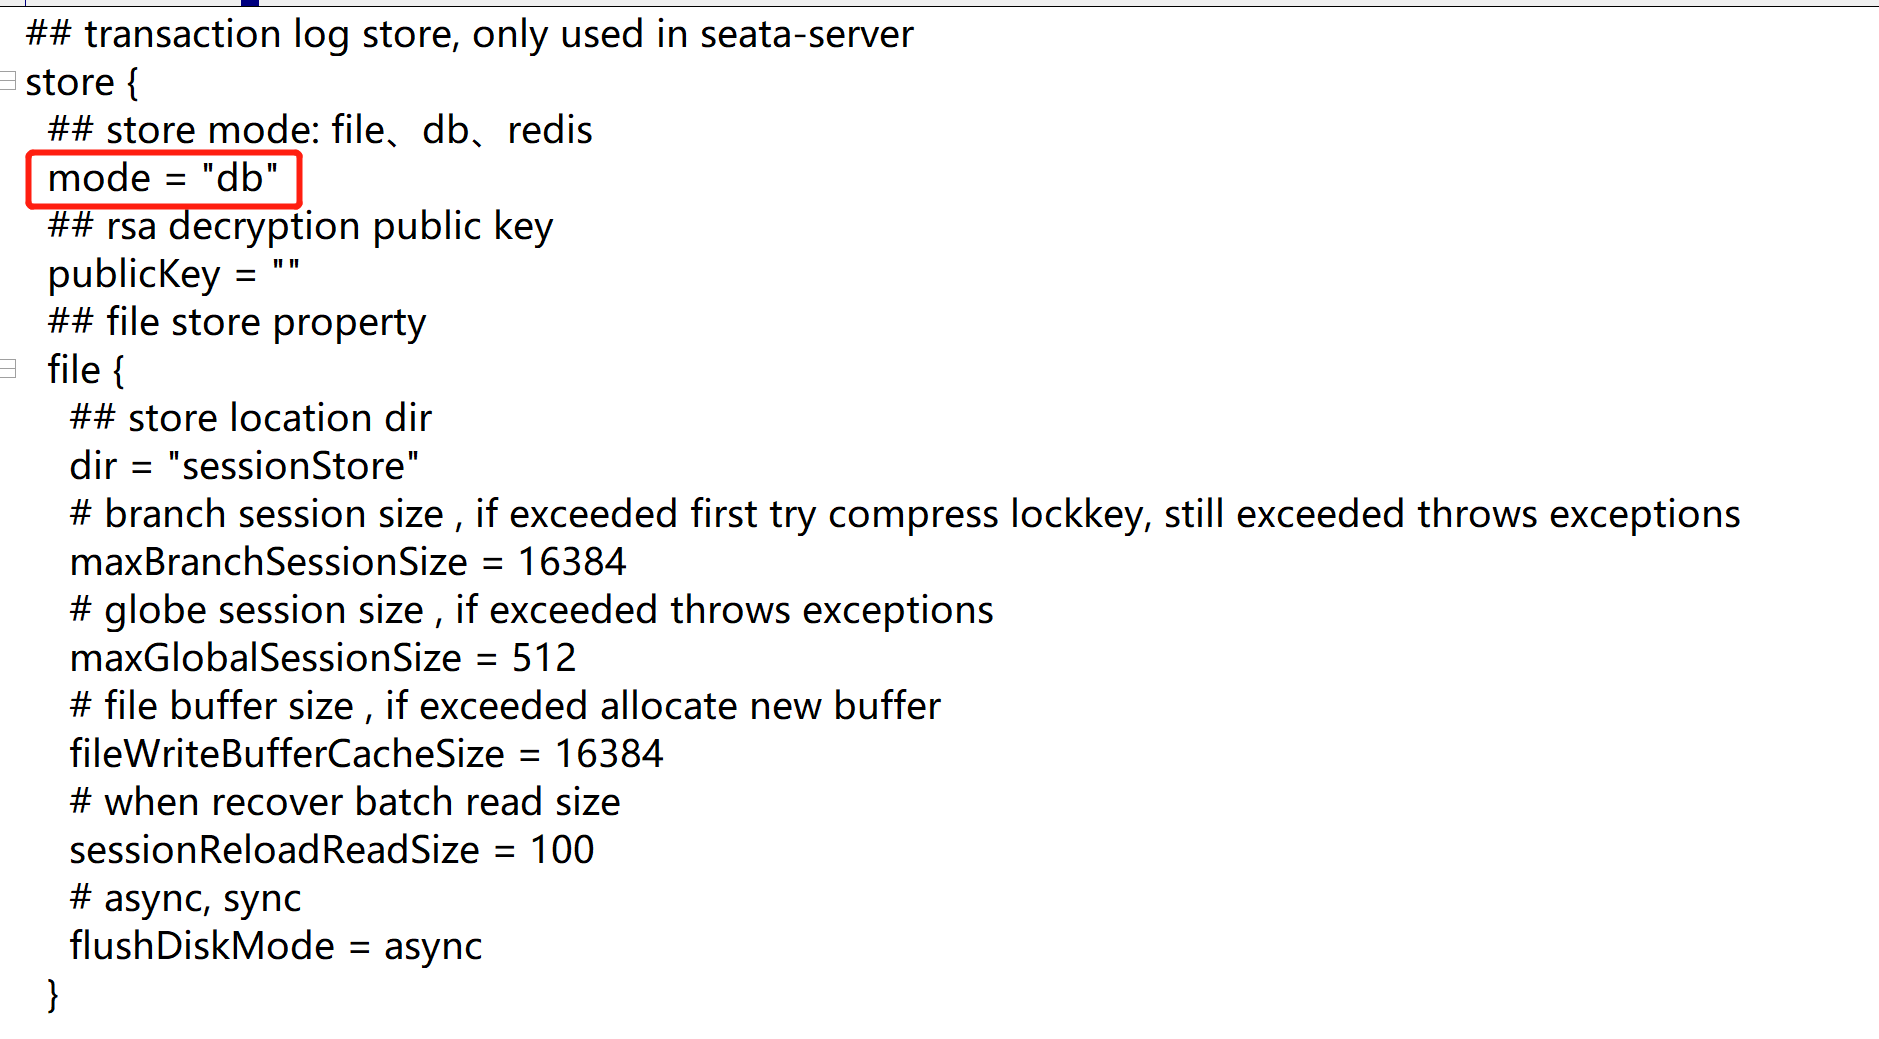 ## transaction log store, only used in seata-server
store {
## store mode: file、db、redis
mode = "db"
## rsa decryption public key
publicKey = ""
## file store property
file {
## store location dir
dir = "sessionStore"
# branch session size , if exceeded first try compress lockkey, still exceeded throws exceptions
maxBranchSessionSize = 16384
# globe session size , if exceeded throws exceptions
maxGlobalSessionSize = 512
# file buffer size , if exceeded allocate new buffer
fileWriteBufferCacheSize = 16384
# when recover batch read size
sessionReloadReadSize = 100
# async, sync
flushDiskMode = async
}